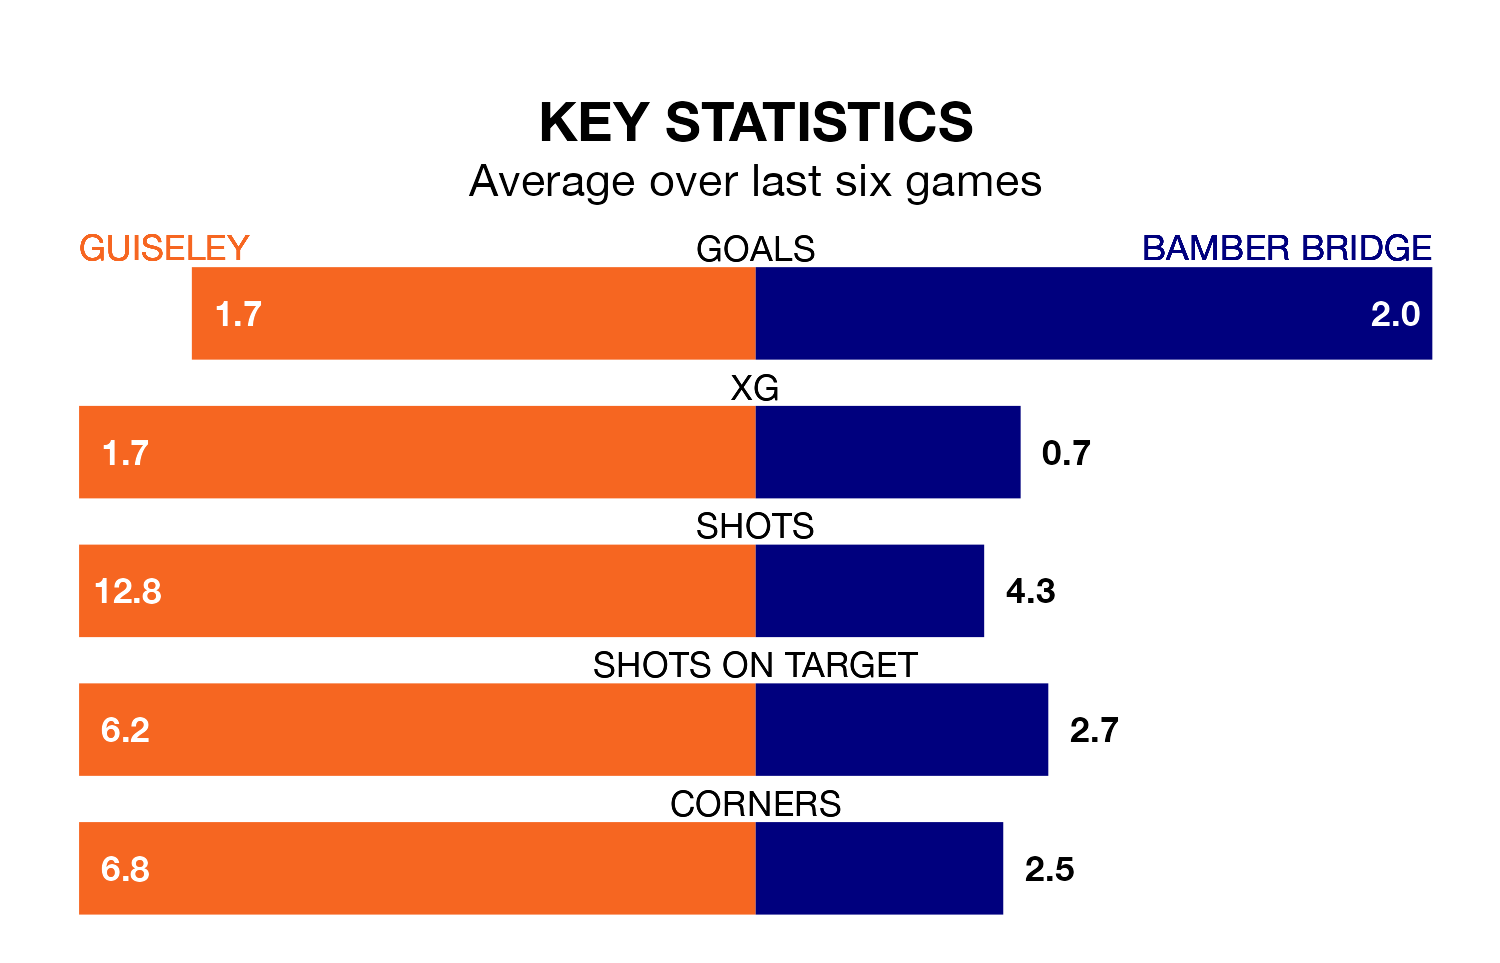 KEY STATISTICS
Average over last six games
GUISELEY GOALS BAMBER BRIDGE
1.7 2.0
XG
1.7 0.7
SHOTS
12.8 4.3
SHOTS ON TARGET
6.2 2.7
CORNERS
6.8 2.5